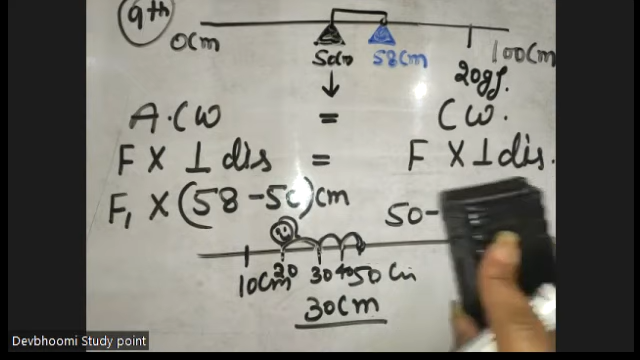 9th
0cm 50cm 58cm 100cm
20gf.
A.CW = CW.
F X ⊥ dis = F X ⊥ dis.
F₁ X (58-50) cm 50-
10cm 20 30 40 50 Cm
30cm
Devbhoomi Study point